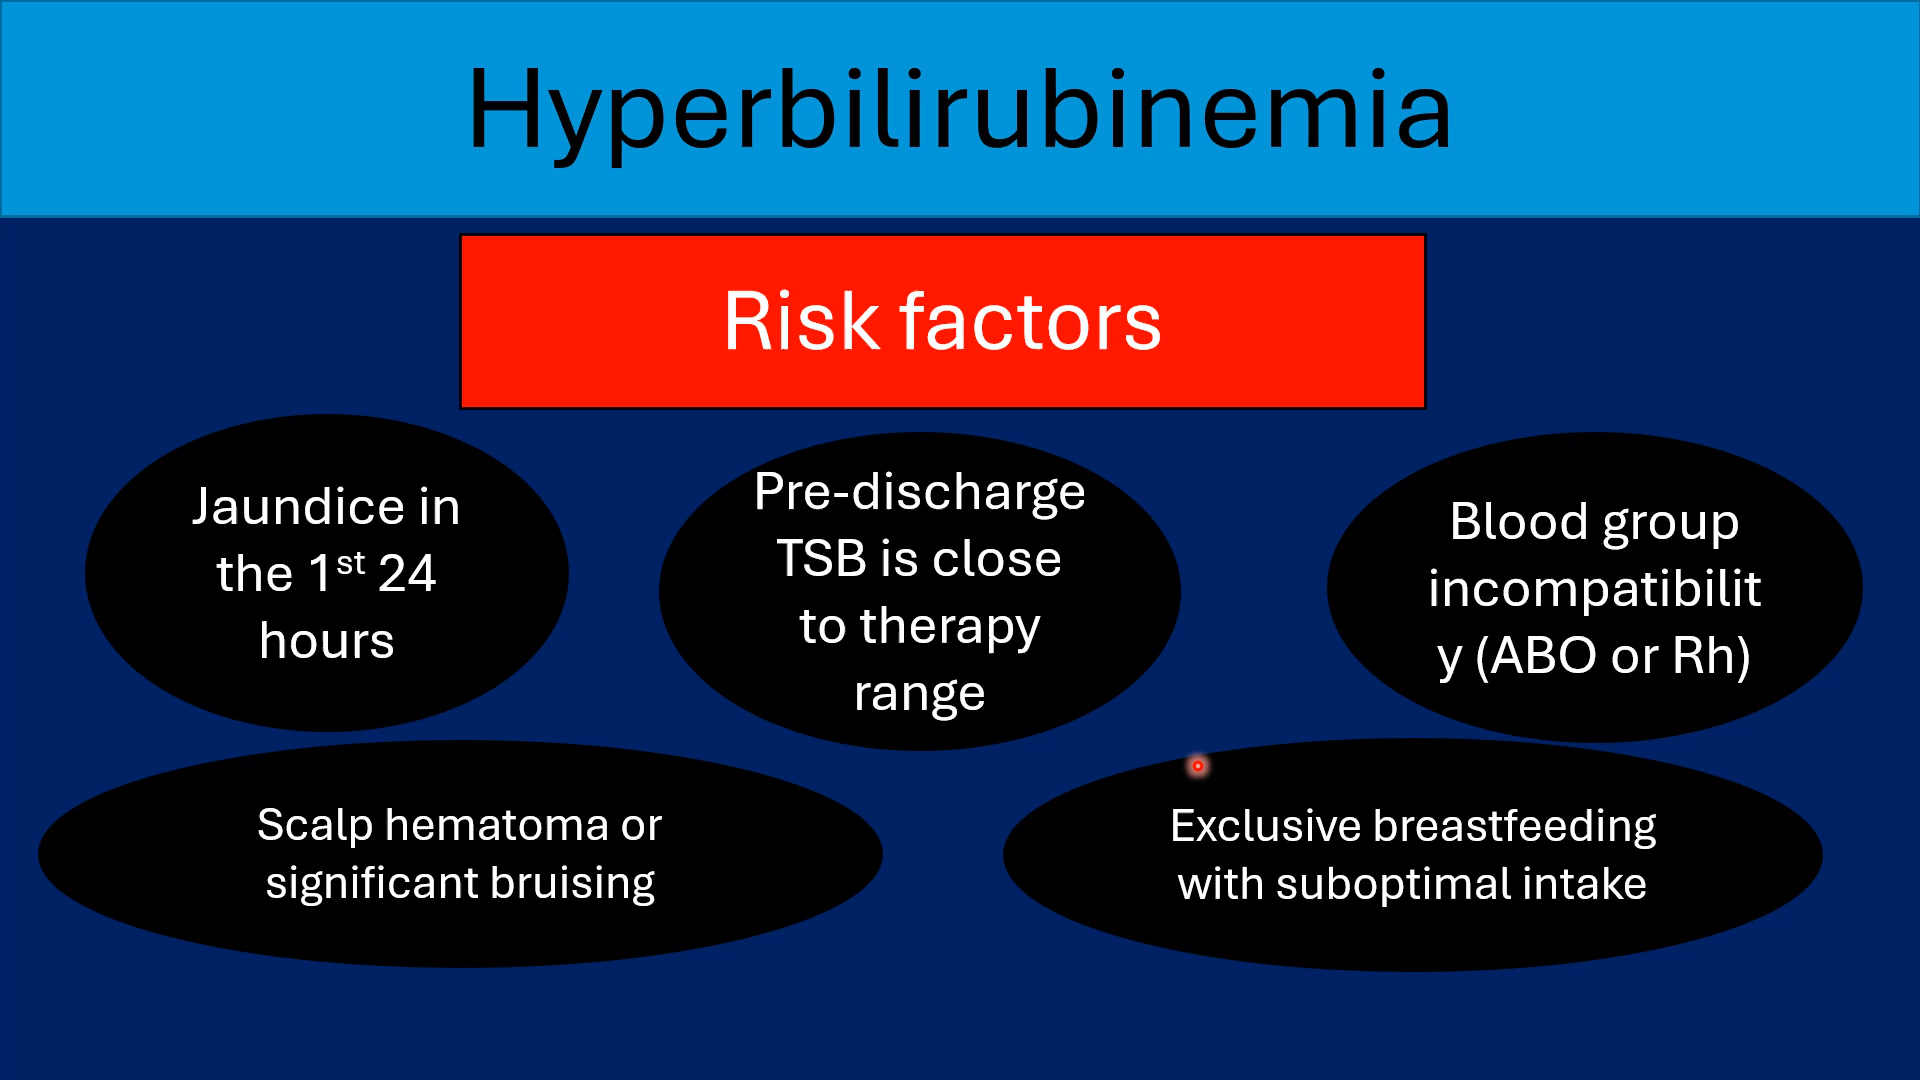 Hyperbilirubinemia
Risk factors
Jaundice in
the 1st 24
hours
Pre-discharge
TSB is close
to therapy
range
Blood group
incompatibilit
y (ABO or Rh)
Scalp hematoma or
significant bruising
Exclusive breastfeeding
with suboptimal intake